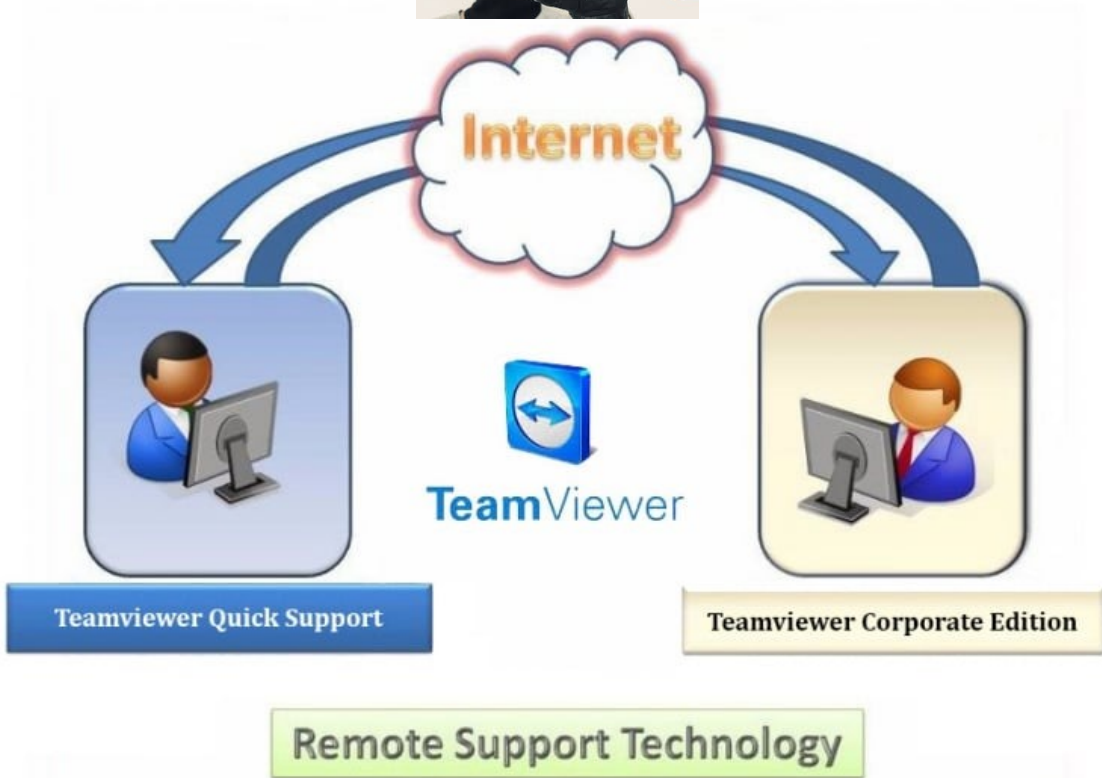 Internet
TeamViewer
Teamviewer Quick Support
Teamviewer Corporate Edition
Remote Support Technology